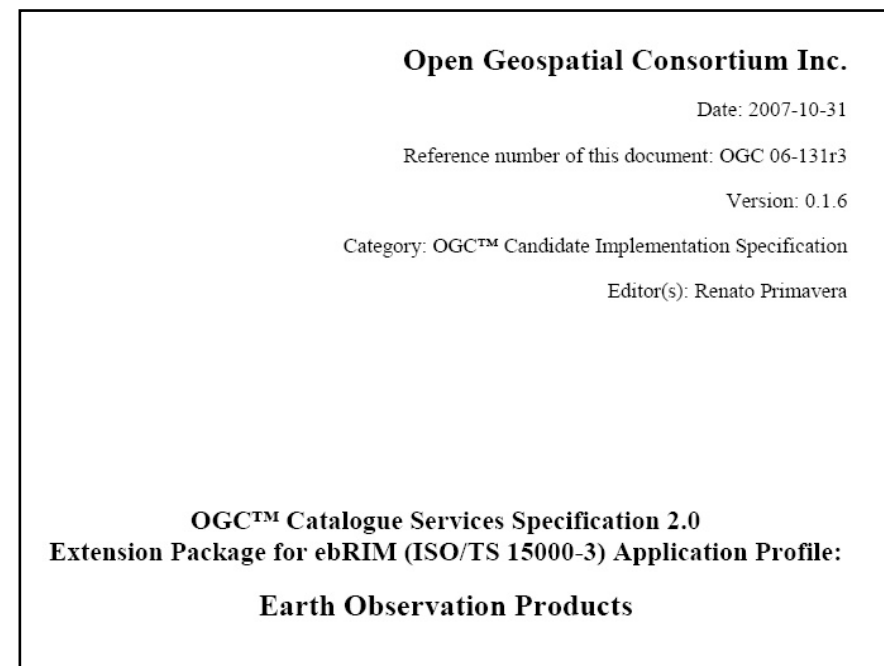 Open Geospatial Consortium Inc.
Date: 2007-10-31
Reference number of this document: OGC 06-131r3
Version: 0.1.6
Category: OGC™ Candidate Implementation Specification
Editor(s): Renato Primavera
OGC™ Catalogue Services Specification 2.0
Extension Package for ebRIM (ISO/TS 15000-3) Application Profile:
Earth Observation Products